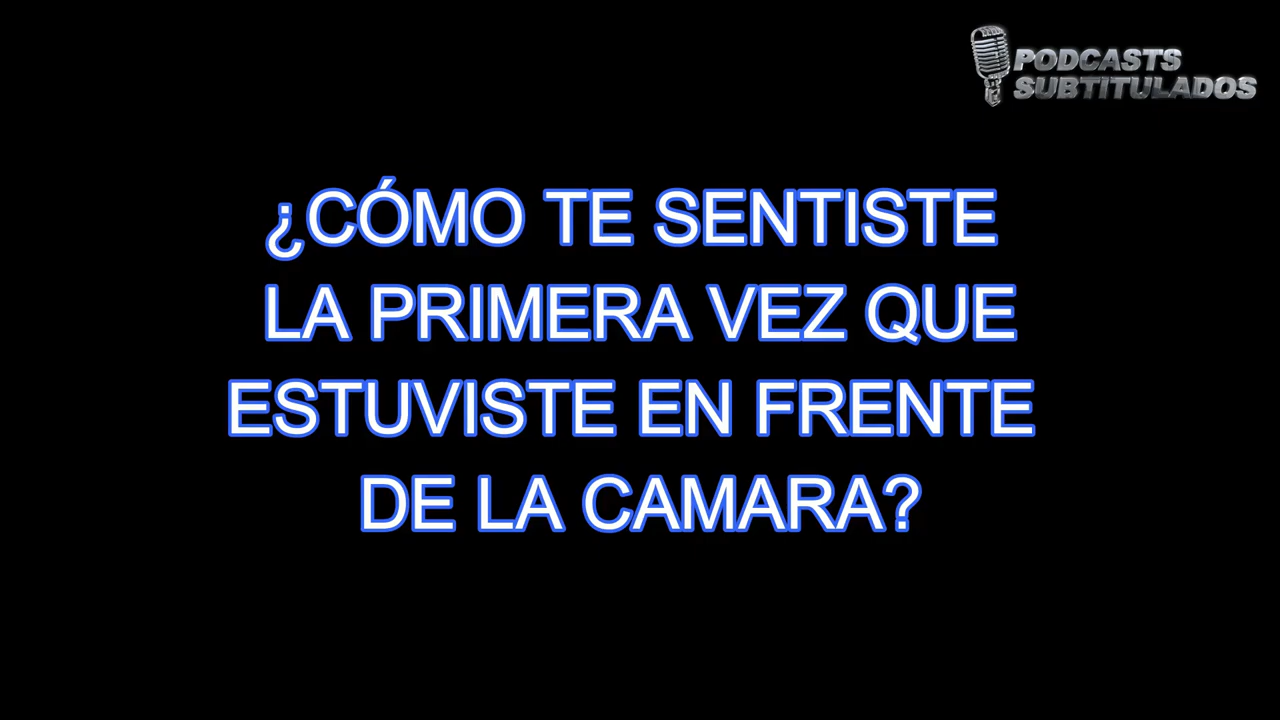 PODCASTS
SUBTITULADOS
¿CÓMO TE SENTISTE
LA PRIMERA VEZ QUE
ESTUVISTE EN FRENTE
DE LA CAMARA?